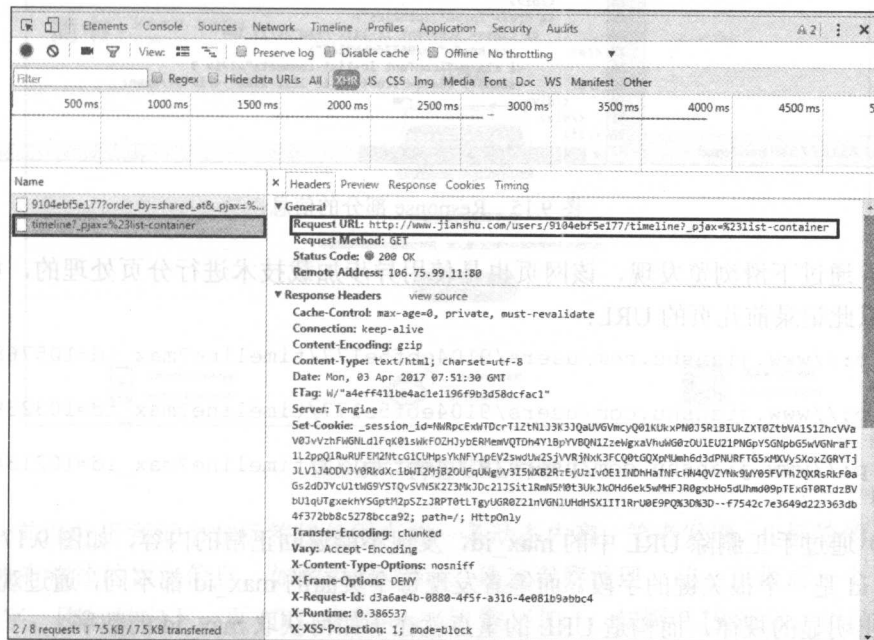 Elements Console Sources Network Timeline Profiles Application Security Audits 2
View: Preserve log Disable cache Offline No throttling
Filter Regex Hide data URLs All XHR JS CSS Img Media Font Doc WS Manifest Other
500 ms 1000 ms 1500 ms 2000 ms 2500 ms 3000 ms 3500 ms 4000 ms 4500 ms 5
Name
9104ebf5e177?order_by=shared_at&_pjax=%...
timeline?_pjax=%23list-container
× Headers Preview Response Cookies Timing
▼ General
Request URL: http://www.jianshu.com/users/9104ebf5e177/timeline?_pjax=%23list-container
Request Method: GET
Status Code: 200 OK
Remote Address: 106.75.99.11:80
▼ Response Headers view source
Cache-Control: max-age=0, private, must-revalidate
Connection: keep-alive
Content-Encoding: gzip
Content-Type: text/html; charset=utf-8
Date: Mon, 03 Apr 2017 07:51:30 GMT
ETag: W/"a4eff411be4ac1e1196f9b3d58dcfac1"
Server: Tengine
Set-Cookie: _session_id=
path=/; HttpOnly
Transfer-Encoding: chunked
Vary: Accept-Encoding
X-Content-Type-Options: nosniff
X-Frame-Options: DENY
X-Request-Id: d3a6ae4b-0880-4f5f-a316-4e081b9abbc4
X-Runtime: 0.386537
X-XSS-Protection: 1; mode=block
2 / 8 requests | 7.5 KB / 7.5 KB transferred